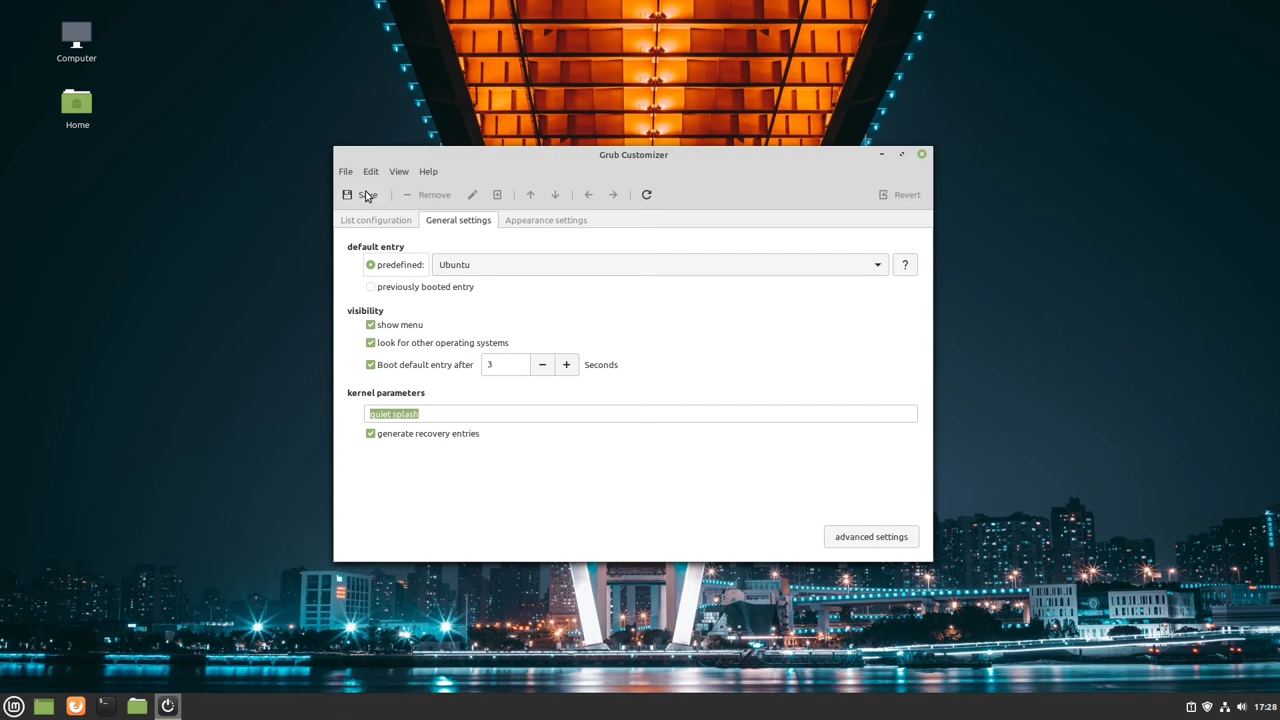 Computer
Home
Grub Customizer
File Edit View Help
Remove Revert
List configuration General settings Appearance settings
default entry
predefined: Ubuntu ?
previously booted entry
visibility
show menu
look for other operating systems
Boot default entry after 3 − + Seconds
kernel parameters
quiet splash
generate recovery entries
advanced settings
17:28